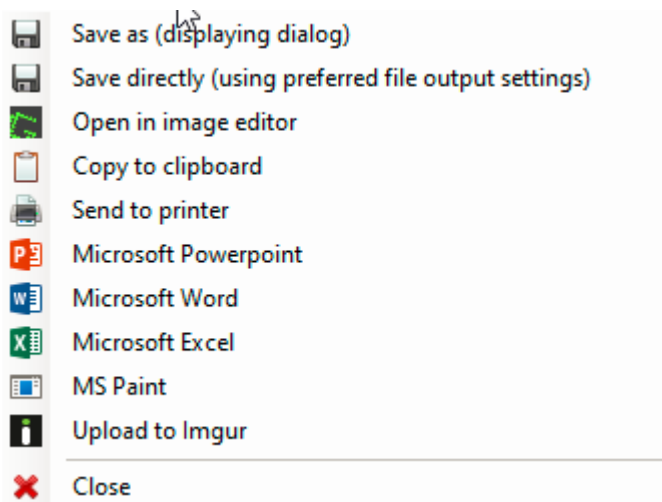 Save as (displaying dialog)
Save directly (using preferred file output settings)
Open in image editor
Copy to clipboard
Send to printer
Microsoft Powerpoint
Microsoft Word
Microsoft Excel
MS Paint
Upload to Imgur
Close